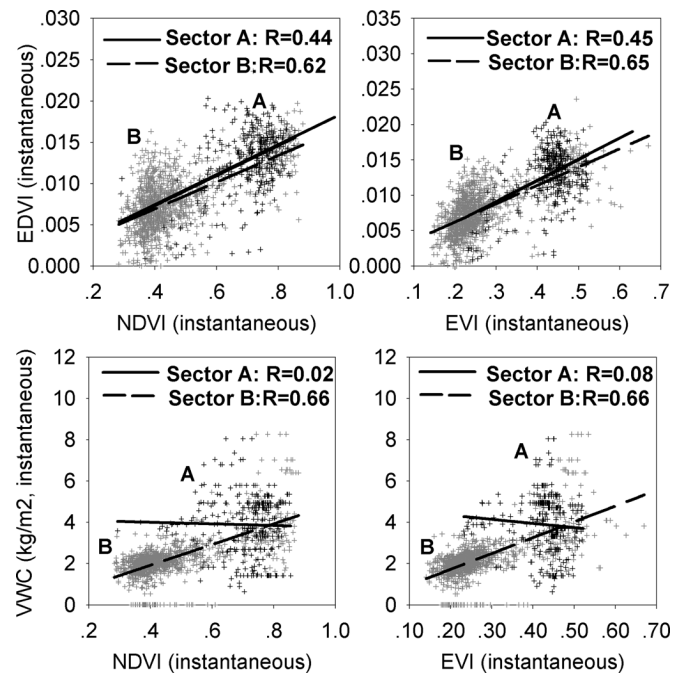 .030
.025
.020
.015
.010
.005
0.000
EDVI (instantaneous)
Sector A: R=0.44
Sector B:R=0.62
A
B
.2 .4 .6 .8 1.0
NDVI (instantaneous)
.035
.030
.025
.020
.015
.010
.005
0.000
Sector A: R=0.45
Sector B:R=0.65
A
B
.1 .2 .3 .4 .5 .6 .7
EVI (instantaneous)
12
10
8
6
4
2
0
VWC (kg/m2, instantaneous)
Sector A: R=0.02
Sector B:R=0.66
A
B
.2 .4 .6 .8 1.0
NDVI (instantaneous)
12
10
8
6
4
2
0
Sector A: R=0.08
Sector B:R=0.66
A
B
.10 .20 .30 .40 .50 .60 .70
EVI (instantaneous)